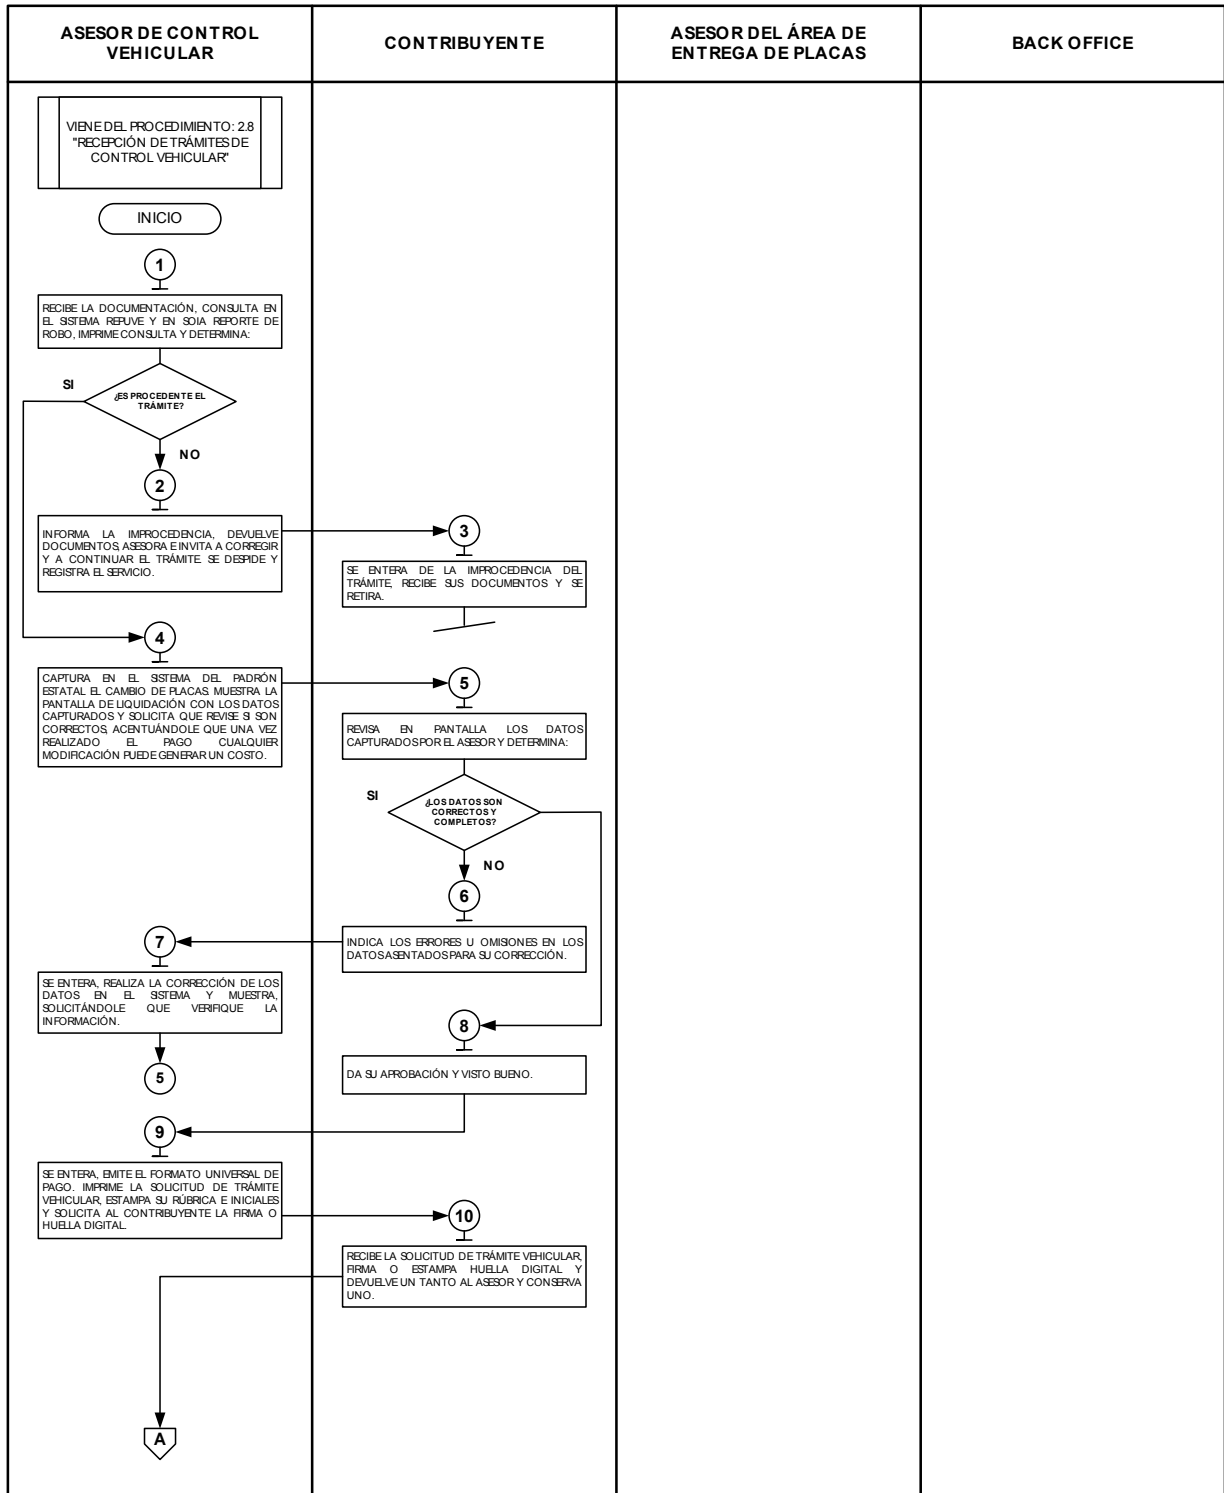 ASESOR DE CONTROL
VEHICULAR
CONTRIBUYENTE
ASESOR DEL ÁREA DE
ENTREGA DE PLACAS
BACK OFFICE
VIENE DEL PROCEDIMIENTO: 2.8
"RECEPCIÓN DE TRÁMITES DE
CONTROL VEHICULAR"
INICIO
1
RECIBE LA DOCUMENTACIÓN, CONSULTA EN
EL SISTEMA REPUVE Y EN SOIA REPORTE DE
ROBO, IMPRIME CONSULTA Y DETERMINA:
SI
¿ES PROCEDENTE EL
TRÁMITE?
NO
2
INFORMA LA IMPROCEDENCIA, DEVUELVE
DOCUMENTOS, ASESORA E INVITA A CORREGIR
Y A CONTINUAR EL TRÁMITE. SE DESPIDE Y
REGISTRA EL SERVICIO.
3
SE ENTERA DE LA IMPROCEDENCIA DEL
TRÁMITE, RECIBE SUS DOCUMENTOS Y SE
RETIRA.
4
CAPTURA EN EL SISTEMA DEL PADRÓN
ESTATAL EL CAMBIO DE PLACAS. MUESTRA LA
PANTALLA DE LIQUIDACIÓN CON LOS DATOS
CAPTURADOS Y SOLICITA QUE REVISE SI SON
CORRECTOS, ACENTUÁNDOLE QUE UNA VEZ
REALIZADO EL PAGO CUALQUIER
MODIFICACIÓN PUEDE GENERAR UN COSTO.
5
REVISA EN PANTALLA LOS DATOS
CAPTURADOS POR EL ASESOR Y DETERMINA:
SI
¿LOS DATOS SON
CORRECTOS Y
COMPLETOS?
NO
6
INDICA LOS ERRORES U OMISIONES EN LOS
DATOS ASENTADOS PARA SU CORRECCIÓN.
7
SE ENTERA, REALIZA LA CORRECCIÓN DE LOS
DATOS EN EL SISTEMA Y MUESTRA,
SOLICITÁNDOLE QUE VERIFIQUE LA
INFORMACIÓN.
5
8
DA SU APROBACIÓN Y VISTO BUENO.
9
SE ENTERA, EMITE EL FORMATO UNIVERSAL DE
PAGO. IMPRIME LA SOLICITUD DE TRÁMITE
VEHICULAR, ESTAMPA SU RÚBRICA E INICIALES
Y SOLICITA AL CONTRIBUYENTE LA FIRMA O
HUELLA DIGITAL.
10
RECIBE LA SOLICITUD DE TRÁMITE VEHICULAR,
FIRMA O ESTAMPA HUELLA DIGITAL Y
DEVUELVE UN TANTO AL ASESOR Y CONSERVA
UNO.
A